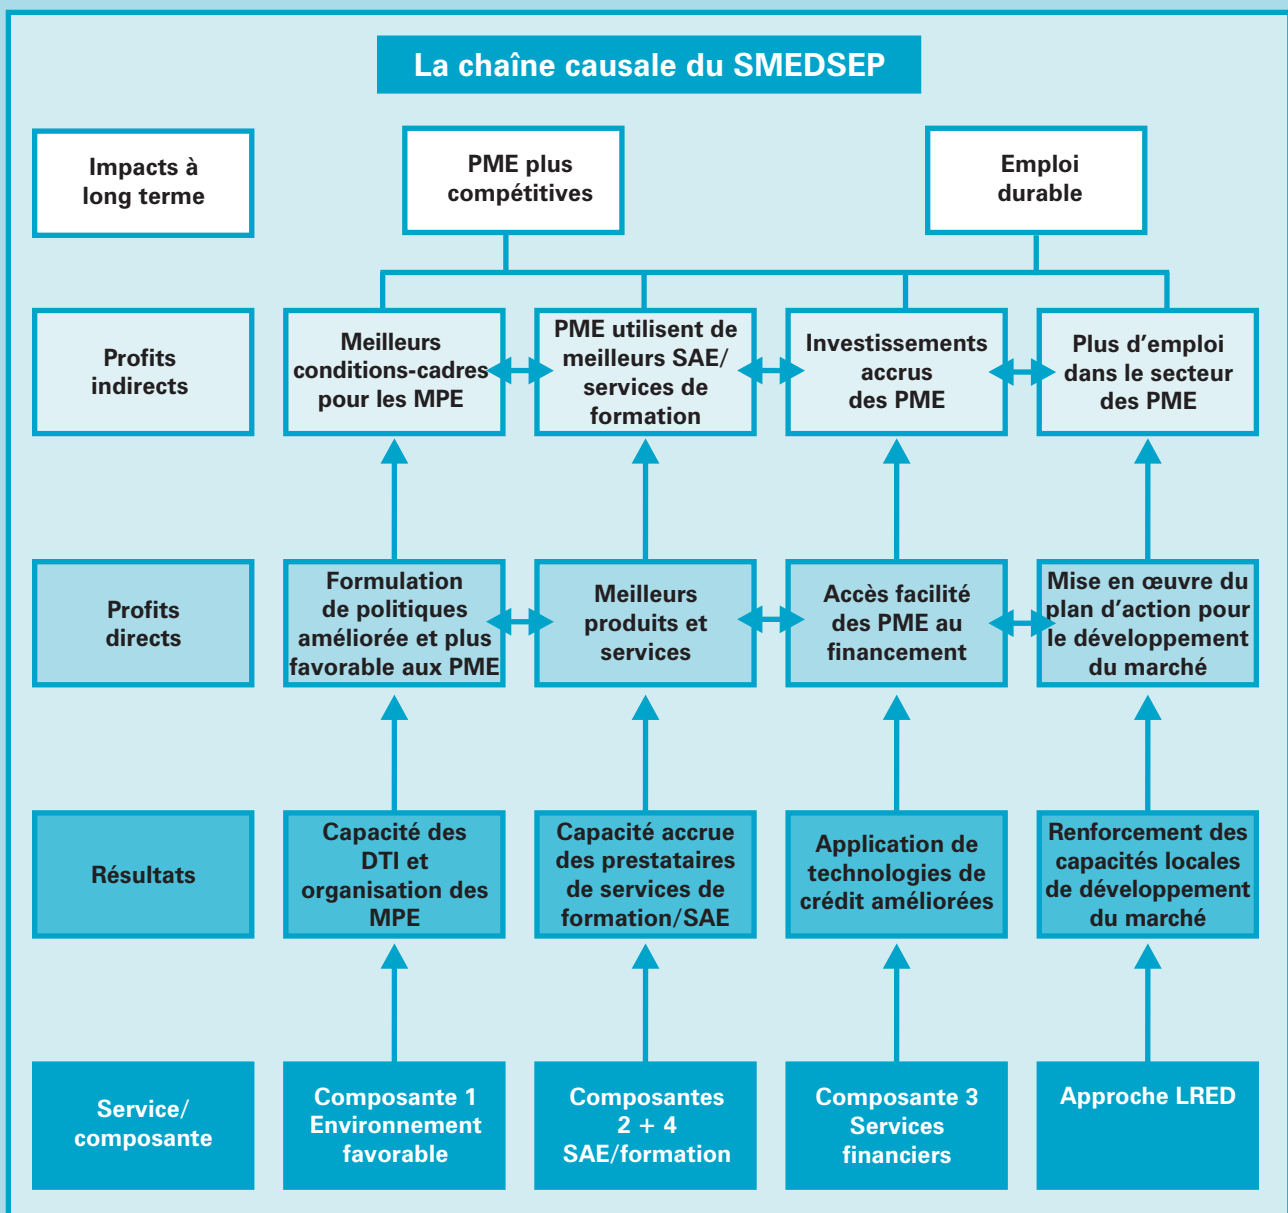 La chaîne causale du SMEDSEP
Impacts à
long terme
PME plus
compétitives
Emploi
durable
Profits
indirects
Meilleurs
conditions-cadres
pour les MPE
PME utilisent de
meilleurs SAE/
services de
formation
Investissements
accrus
des PME
Plus d’emploi
dans le secteur
des PME
Profits
directs
Formulation
de politiques
améliorée et plus
favorable aux PME
Meilleurs
produits et
services
Accès facilité
des PME au
financement
Mise en œuvre du
plan d’action pour
le développement
du marché
Résultats
Capacité des
DTI et
organisation des
MPE
Capacité accrue
des prestataires
de services de
formation/SAE
Application de
technologies de
crédit améliorées
Renforcement des
capacités locales
de développement
du marché
Service/
composante
Composante 1
Environnement
favorable
Composantes
2 + 4
SAE/formation
Composante 3
Services
financiers
Approche LRED